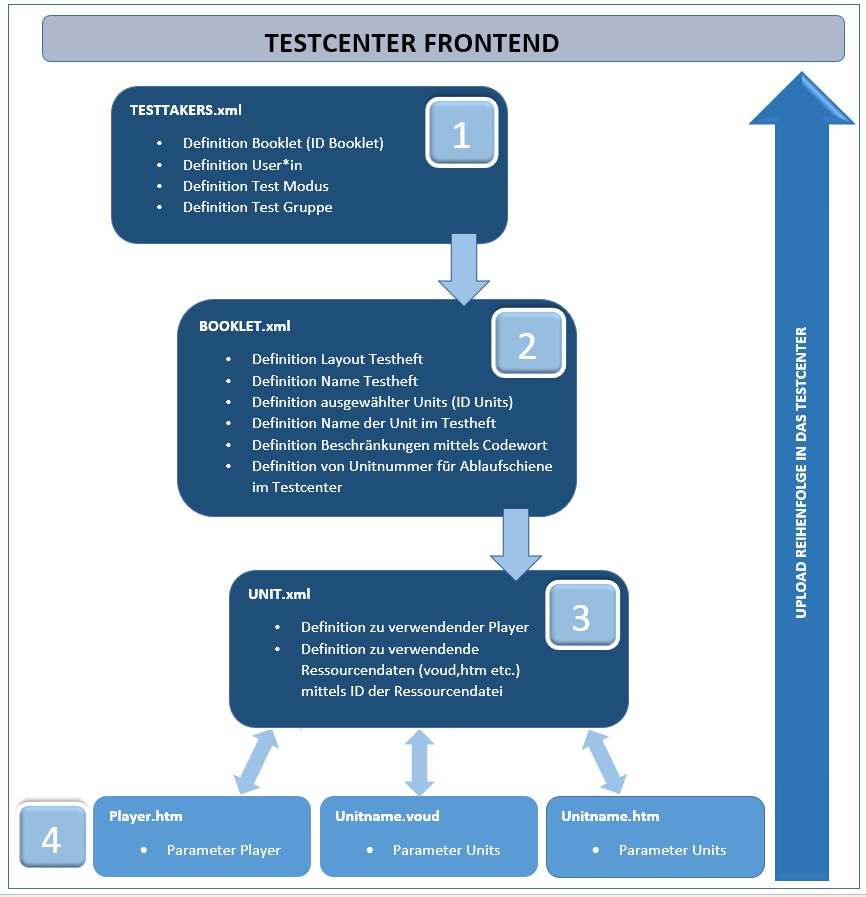 TESTCENTER FRONTEND
TESTTAKERS.xml
1
• Definition Booklet (ID Booklet)
• Definition User*in
• Definition Test Modus
• Definition Test Gruppe
BOOKLET.xml
2
• Definition Layout Testheft
• Definition Name Testheft
• Definition ausgewählter Units (ID Units)
• Definition Name der Unit im Testheft
• Definition Beschränkungen mittels Codewort
• Definition von Unitnummer für Ablaufschiene
im Testcenter
UNIT.xml
3
• Definition zu verwendender Player
• Definition zu verwendende
Ressourcendaten (voud,htm etc.)
mittels ID der Ressourcendatei
4
Player.htm
• Parameter Player
Unitname.voud
• Parameter Units
Unitname.htm
• Parameter Units
UPLOAD REIHENFOLGE IN DAS TESTCENTER